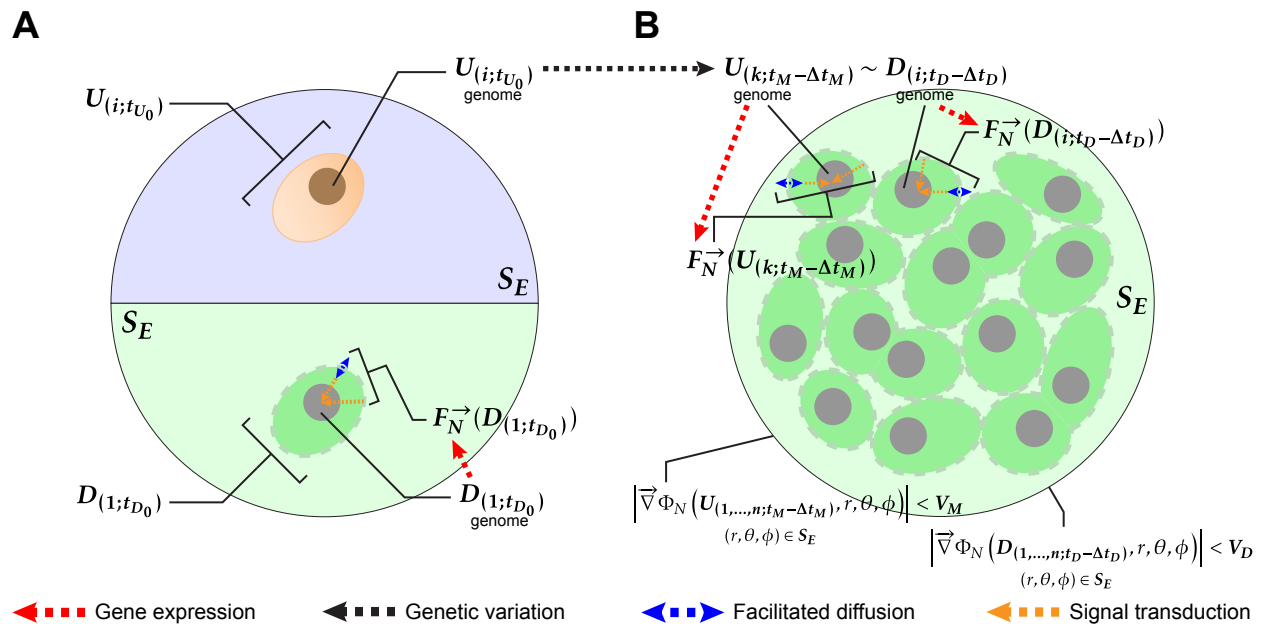 A
B
U(i;tU0)
genome
U(k;tM−ΔtM) ∼ D(i;tD−ΔtD)
genome genome
U(i;tU0)
F→N(D(i;tD−ΔtD))
F→N(U(k;tM−ΔtM))
SE
SE
SE
F→N(D(1;tD0))
D(1;tD0)
D(1;tD0)
genome
|∇→ΦN(U(1,...,n;tM−ΔtM), r, θ, ϕ)| < VM
(r, θ, ϕ) ∈ SE
|∇→ΦN(D(1,...,n;tD−ΔtD), r, θ, ϕ)| < VD
(r, θ, ϕ) ∈ SE
Gene expression Genetic variation Facilitated diffusion Signal transduction